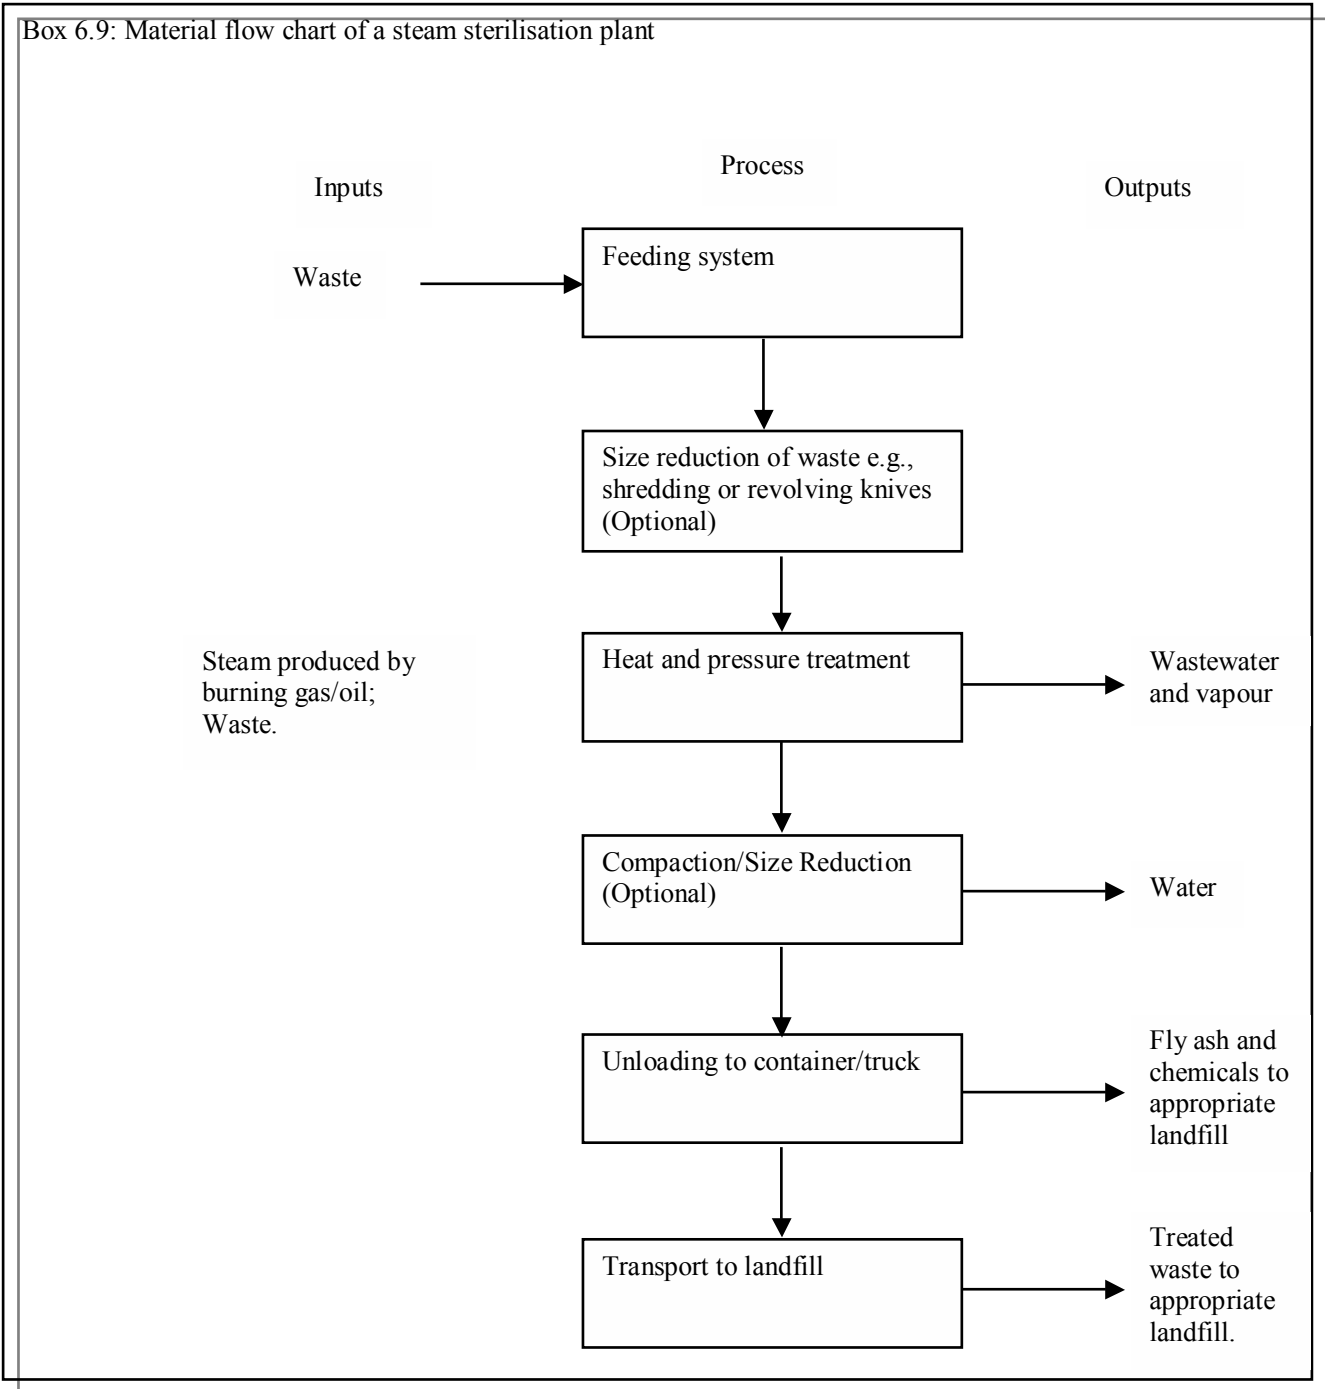 Box 6.9: Material flow chart of a steam sterilisation plant
Process
Inputs
Outputs
Feeding system
Waste
Size reduction of waste e.g.,
shredding or revolving knives
(Optional)
Steam produced by
burning gas/oil;
Waste.
Heat and pressure treatment
Wastewater
and vapour
Compaction/Size Reduction
(Optional)
Water
Unloading to container/truck
Fly ash and
chemicals to
appropriate
landfill
Transport to landfill
Treated
waste to
appropriate
landfill.